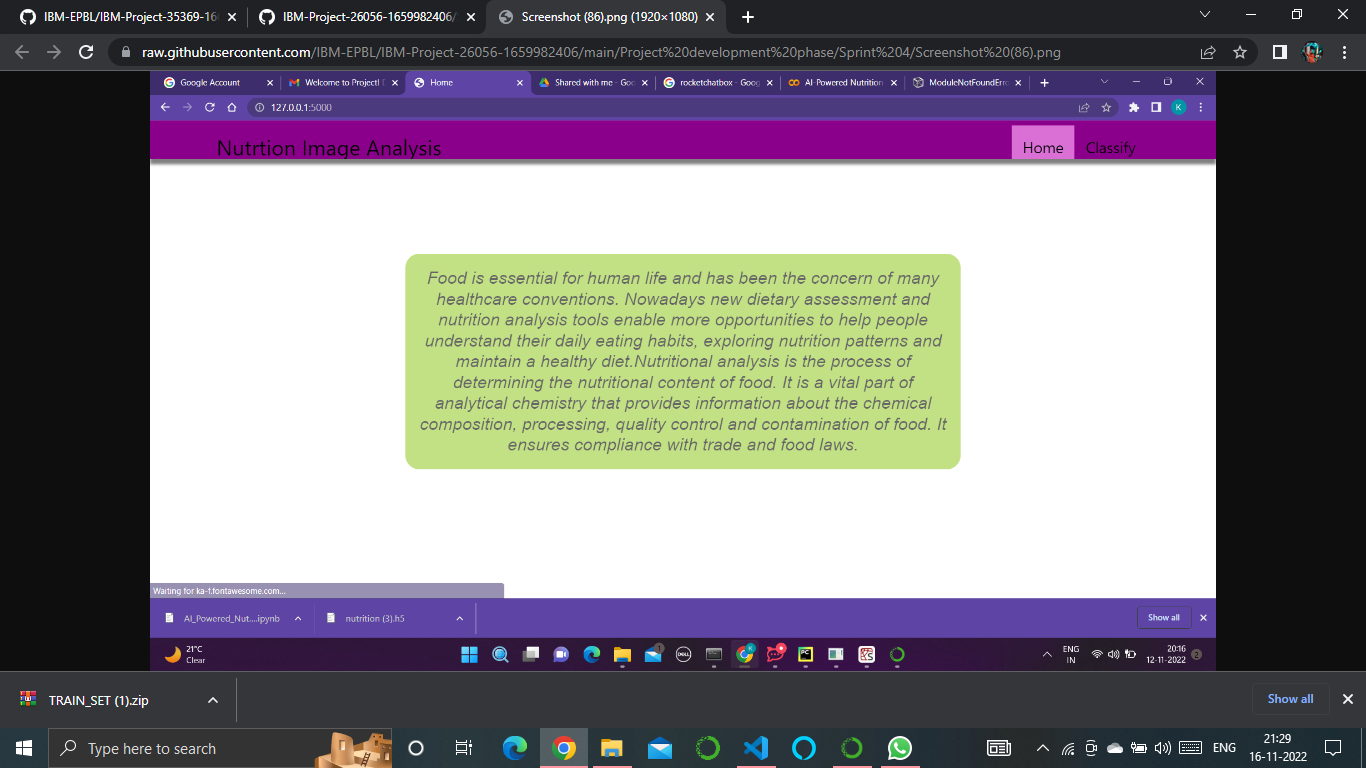 IBM-EPBL/IBM-Project-35369-16
IBM-Project-26056-1659982406/
Screenshot (86).png (1920×1080)
raw.githubusercontent.com/IBM-EPBL/IBM-Project-26056-1659982406/main/Project%20development%20phase/Sprint%204/Screenshot%20(86).png
Google Account
Welcome to Project!
Home
Shared with me - Goo
rocketchatbox - Goog
AI-Powered Nutrition
ModuleNotFoundErro
127.0.0.1:5000
K
Nutrtion Image Analysis
Home
Classify
Food is essential for human life and has been the concern of many
healthcare conventions. Nowadays new dietary assessment and
nutrition analysis tools enable more opportunities to help people
understand their daily eating habits, exploring nutrition patterns and
maintain a healthy diet.Nutritional analysis is the process of
determining the nutritional content of food. It is a vital part of
analytical chemistry that provides information about the chemical
composition, processing, quality control and contamination of food. It
ensures compliance with trade and food laws.
Waiting for ka-f.fontawesome.com...
AI_Powered_Nut....ipynb
nutrition (3).h5
Show all
21°C
Clear
ENG
IN
20:16
12-11-2022
2
TRAIN_SET (1).zip
Show all
Type here to search
ENG
21:29
16-11-2022